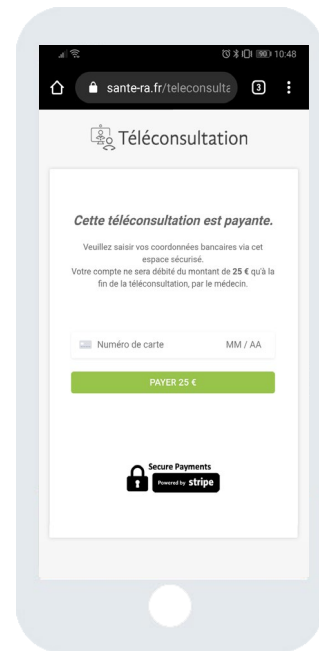 90 10:48
sante-ra.fr/teleconsulta
3
Téléconsultation
Cette téléconsultation est payante.
Veuillez saisir vos coordonnées bancaires via cet
espace sécurisé.
Votre compte ne sera débité du montant de 25 € qu'à la
fin de la téléconsultation, par le médecin.
Numéro de carte MM / AA
PAYER 25 €
Secure Payments
Powered by stripe